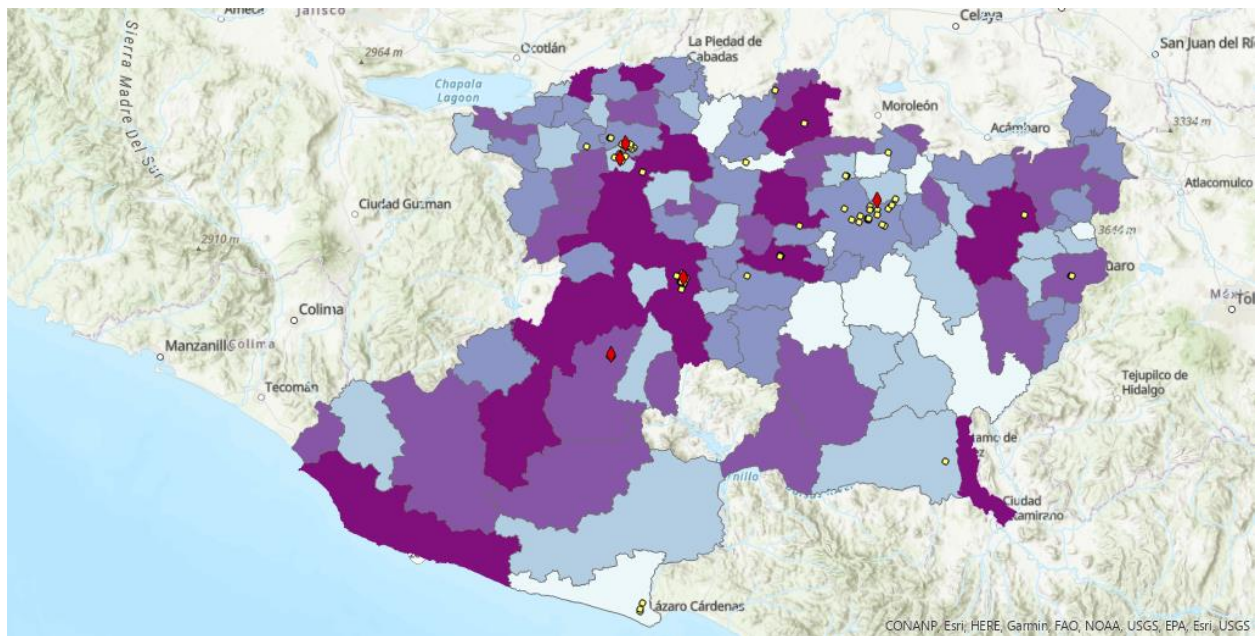 Ameca
Jalisco
Celaya
La Piedad de
Cabadas
Ocotlán
San Juan del Rí
Sierra Madre Del Sur
2964 m
Chapala
Lagoon
Moroleón
Acámbaro
3334 m
Atlacomulco
Ciudad Guzman
2910 m
3644 m
Colima
Manzanillo
Colima
Tecomán
Tejupilco de
Hidalgo
Ciudad
Lázaro Cárdenas
CONANP, Esri, HERE, Garmin, FAO, NOAA, USGS, EPA, Esri, USGS